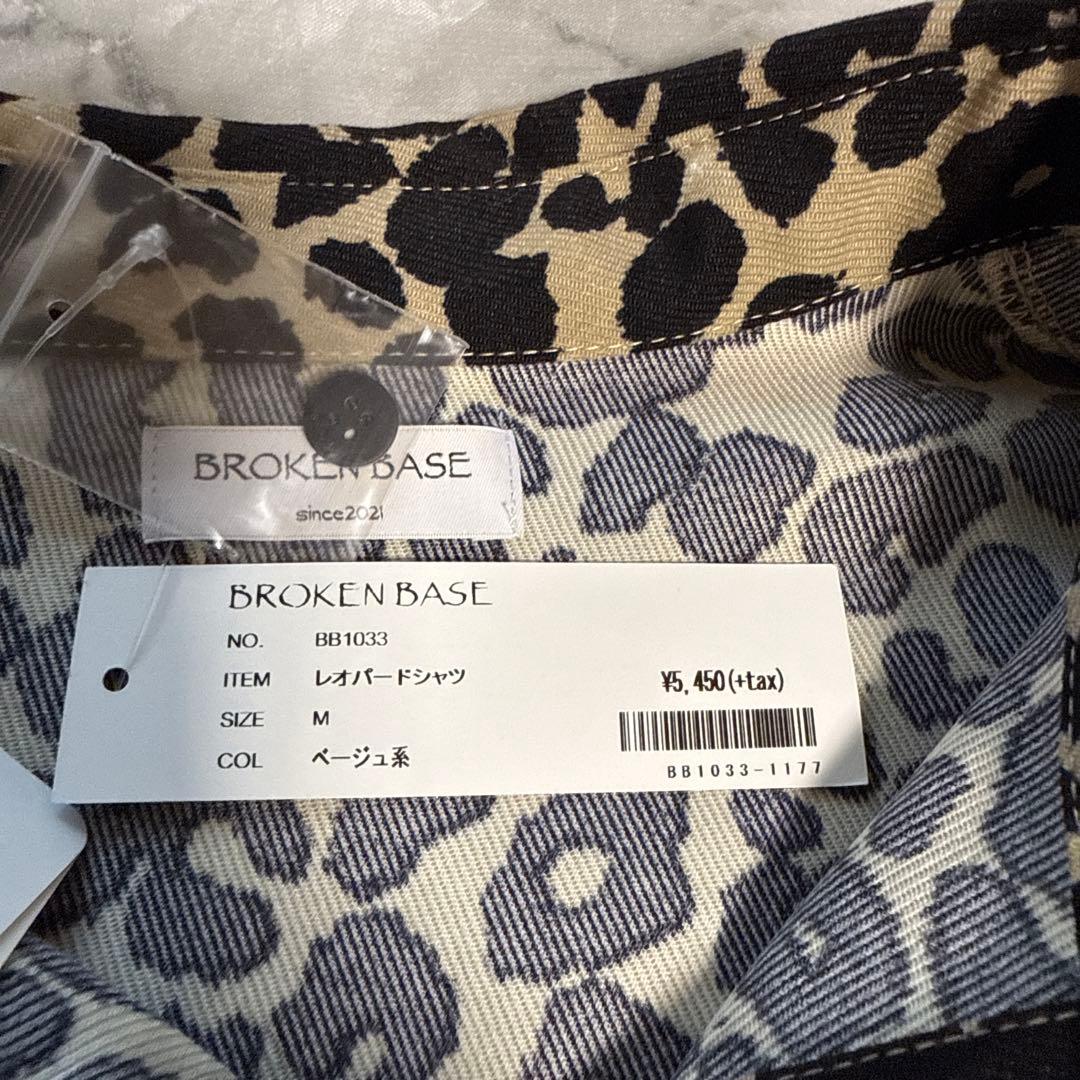 BROKEN BASE
since2021
BROKEN BASE
NO. BB1033
ITEM レオパードシャツ
¥5,450(+tax)
SIZE M
COL ベージュ系
BB1033-1177